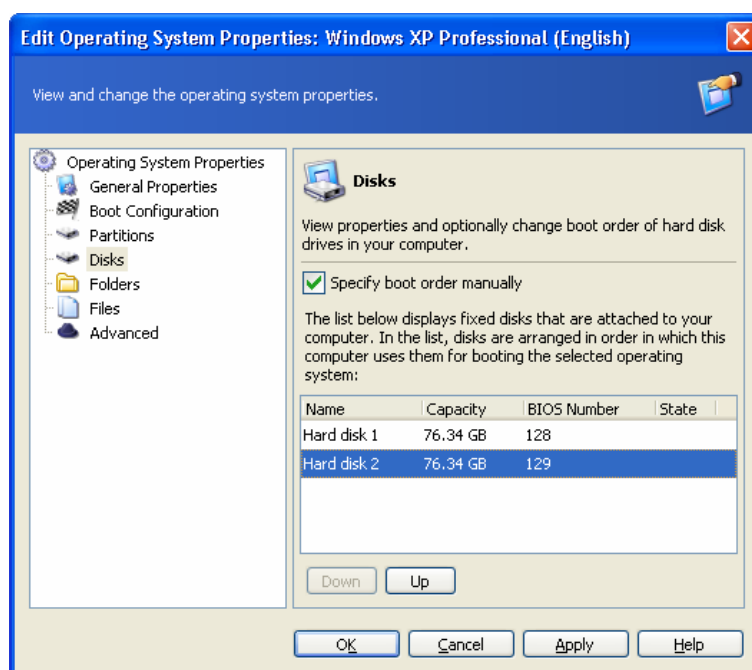 Edit Operating System Properties: Windows XP Professional (English)
View and change the operating system properties.
Operating System Properties
General Properties
Boot Configuration
Partitions
Disks
Folders
Files
Advanced
Disks
View properties and optionally change boot order of hard disk
drives in your computer.
Specify boot order manually
The list below displays fixed disks that are attached to your
computer. In the list, disks are arranged in order in which this
computer uses them for booting the selected operating
system:
Name Capacity BIOS Number State
Hard disk 1 76.34 GB 128
Hard disk 2 76.34 GB 129
Down Up
OK Cancel Apply Help